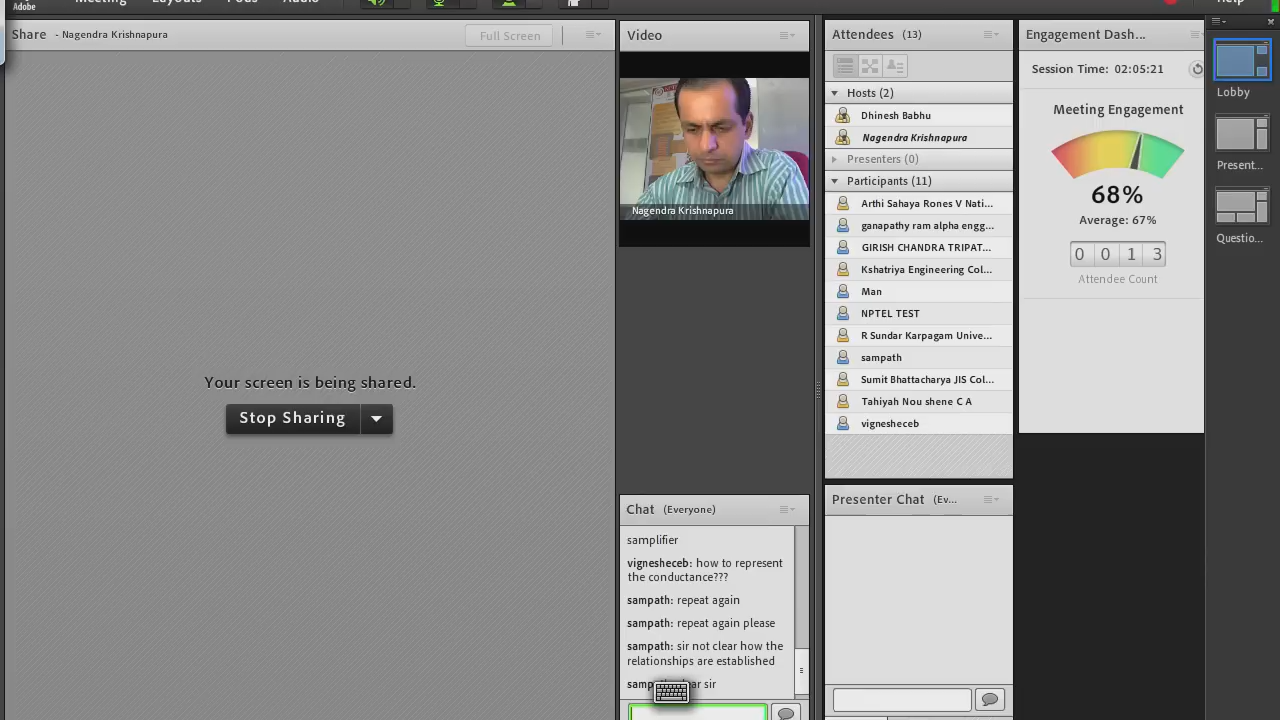 Adobe
Meeting Layouts Pods Audio
Help
Share - Nagendra Krishnapura
Full Screen
Your screen is being shared.
Stop Sharing
Video
Nagendra Krishnapura
Chat (Everyone)
samplifier
vignesheceb: how to represent
the conductance???
sampath: repeat again
sampath: repeat again please
sampath: sir not clear how the
relationships are established
sir
Attendees (13)
Hosts (2)
Dhinesh Babhu
Nagendra Krishnapura
Presenters (0)
Participants (11)
Arthi Sahaya Rones V Nati...
ganapathy ram alpha engg...
GIRISH CHANDRA TRIPAT...
Kshatriya Engineering Col...
Man
NPTEL TEST
R Sundar Karpagam Unive...
sampath
Sumit Bhattacharya JIS Col...
Tahiyah Nou shene C A
vignesheceb
Presenter Chat (Ev...
Engagement Dash...
Session Time: 02:05:21
Meeting Engagement
68%
Average: 67%
0 0 1 3
Attendee Count
Lobby
Present...
Questio...